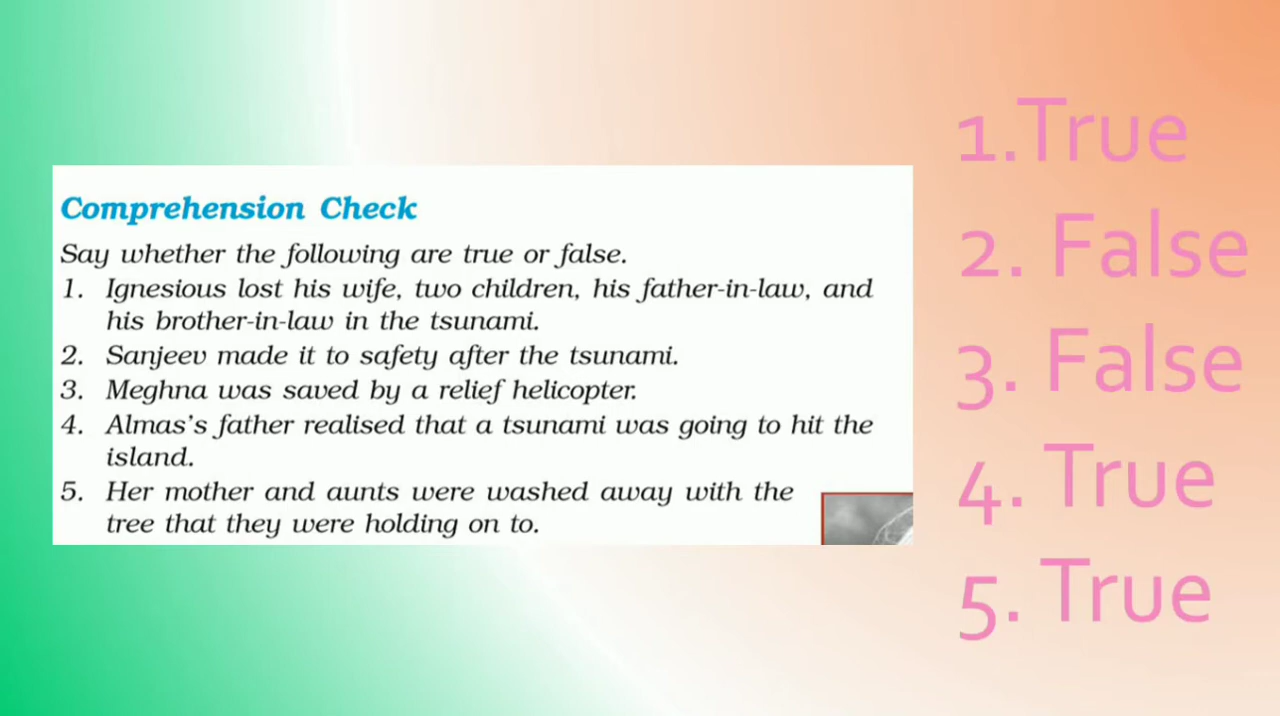 Comprehension Check
Say whether the following are true or false.
1. Ignesious lost his wife, two children, his father-in-law, and
his brother-in-law in the tsunami.
2. Sanjeev made it to safety after the tsunami.
3. Meghna was saved by a relief helicopter.
4. Almas's father realised that a tsunami was going to hit the
island.
5. Her mother and aunts were washed away with the
tree that they were holding on to.
1.True
2. False
3. False
4. True
5. True